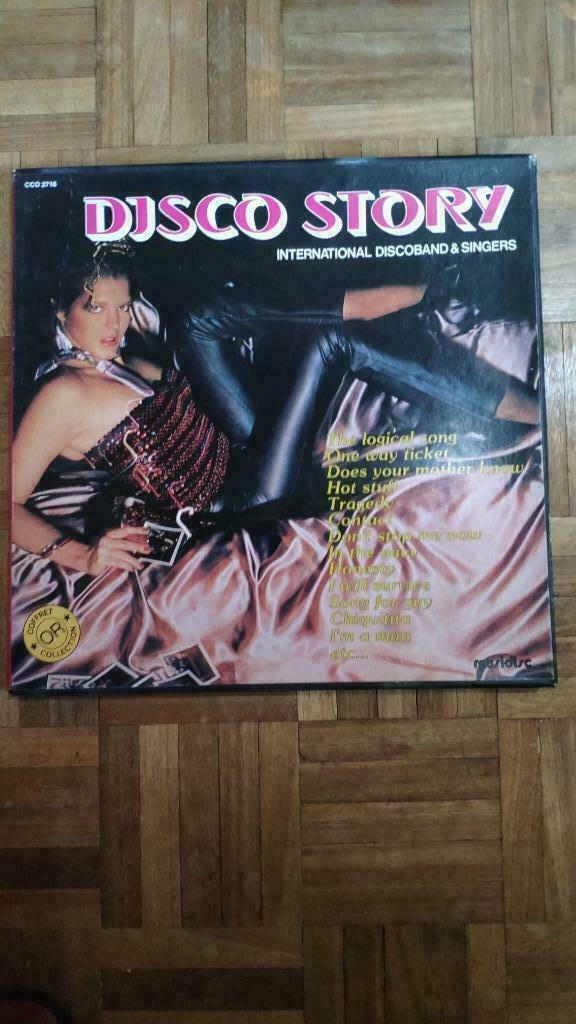 CCO 2716
DISCO STORY
INTERNATIONAL DISCOBAND & SINGERS
The logical song
One way ticket
Does your mother know
Hot stuff
Tragedy
Contact
Don't stop me now
In the navy
Honesty
I will survive
Song for guy
Chiquitita
I'm a man
etc...
COFFRET
OR
COLLECTION
musidisc